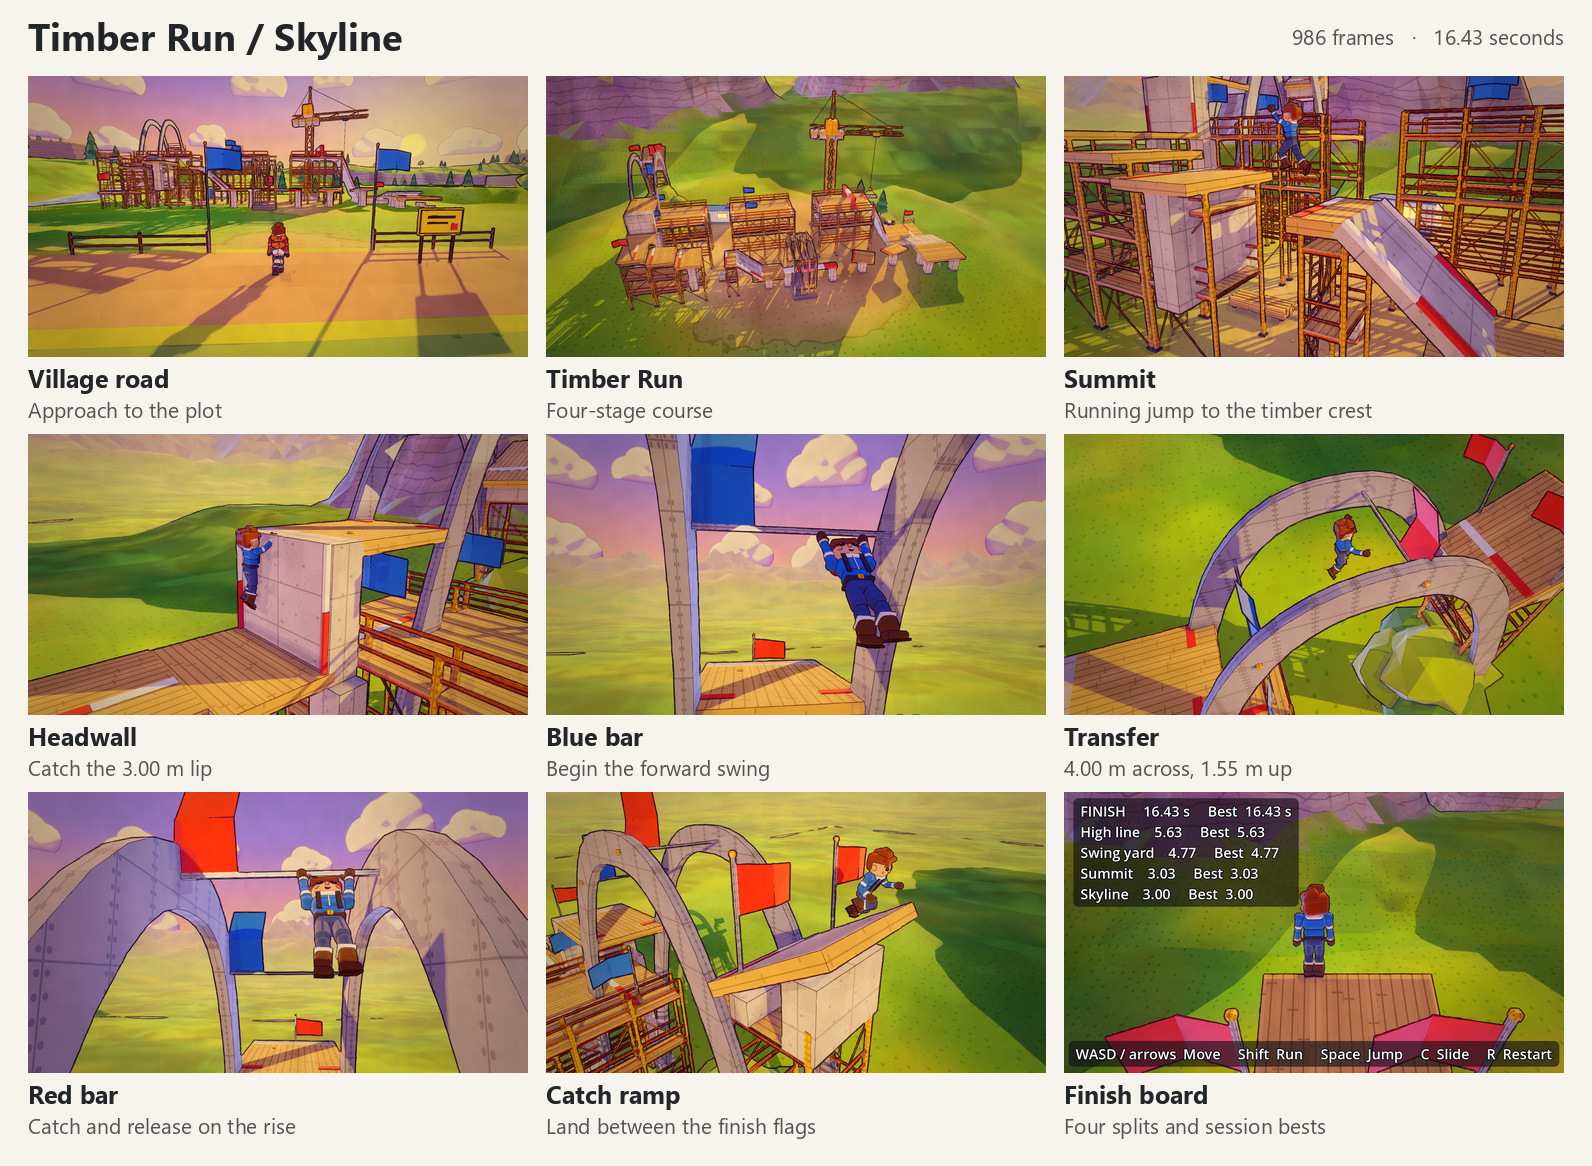 Timber Run / Skyline
986 frames · 16.43 seconds
Village road
Approach to the plot
Timber Run
Four-stage course
Summit
Running jump to the timber crest
Headwall
Catch the 3.00 m lip
Blue bar
Begin the forward swing
Transfer
4.00 m across, 1.55 m up
Red bar
Catch and release on the rise
Catch ramp
Land between the finish flags
FINISH 16.43 s Best 16.43 s
High line 5.63 Best 5.63
Swing yard 4.77 Best 4.77
Summit 3.03 Best 3.03
Skyline 3.00 Best 3.00
WASD / arrows Move Shift Run Space Jump C Slide R Restart
Finish board
Four splits and session bests